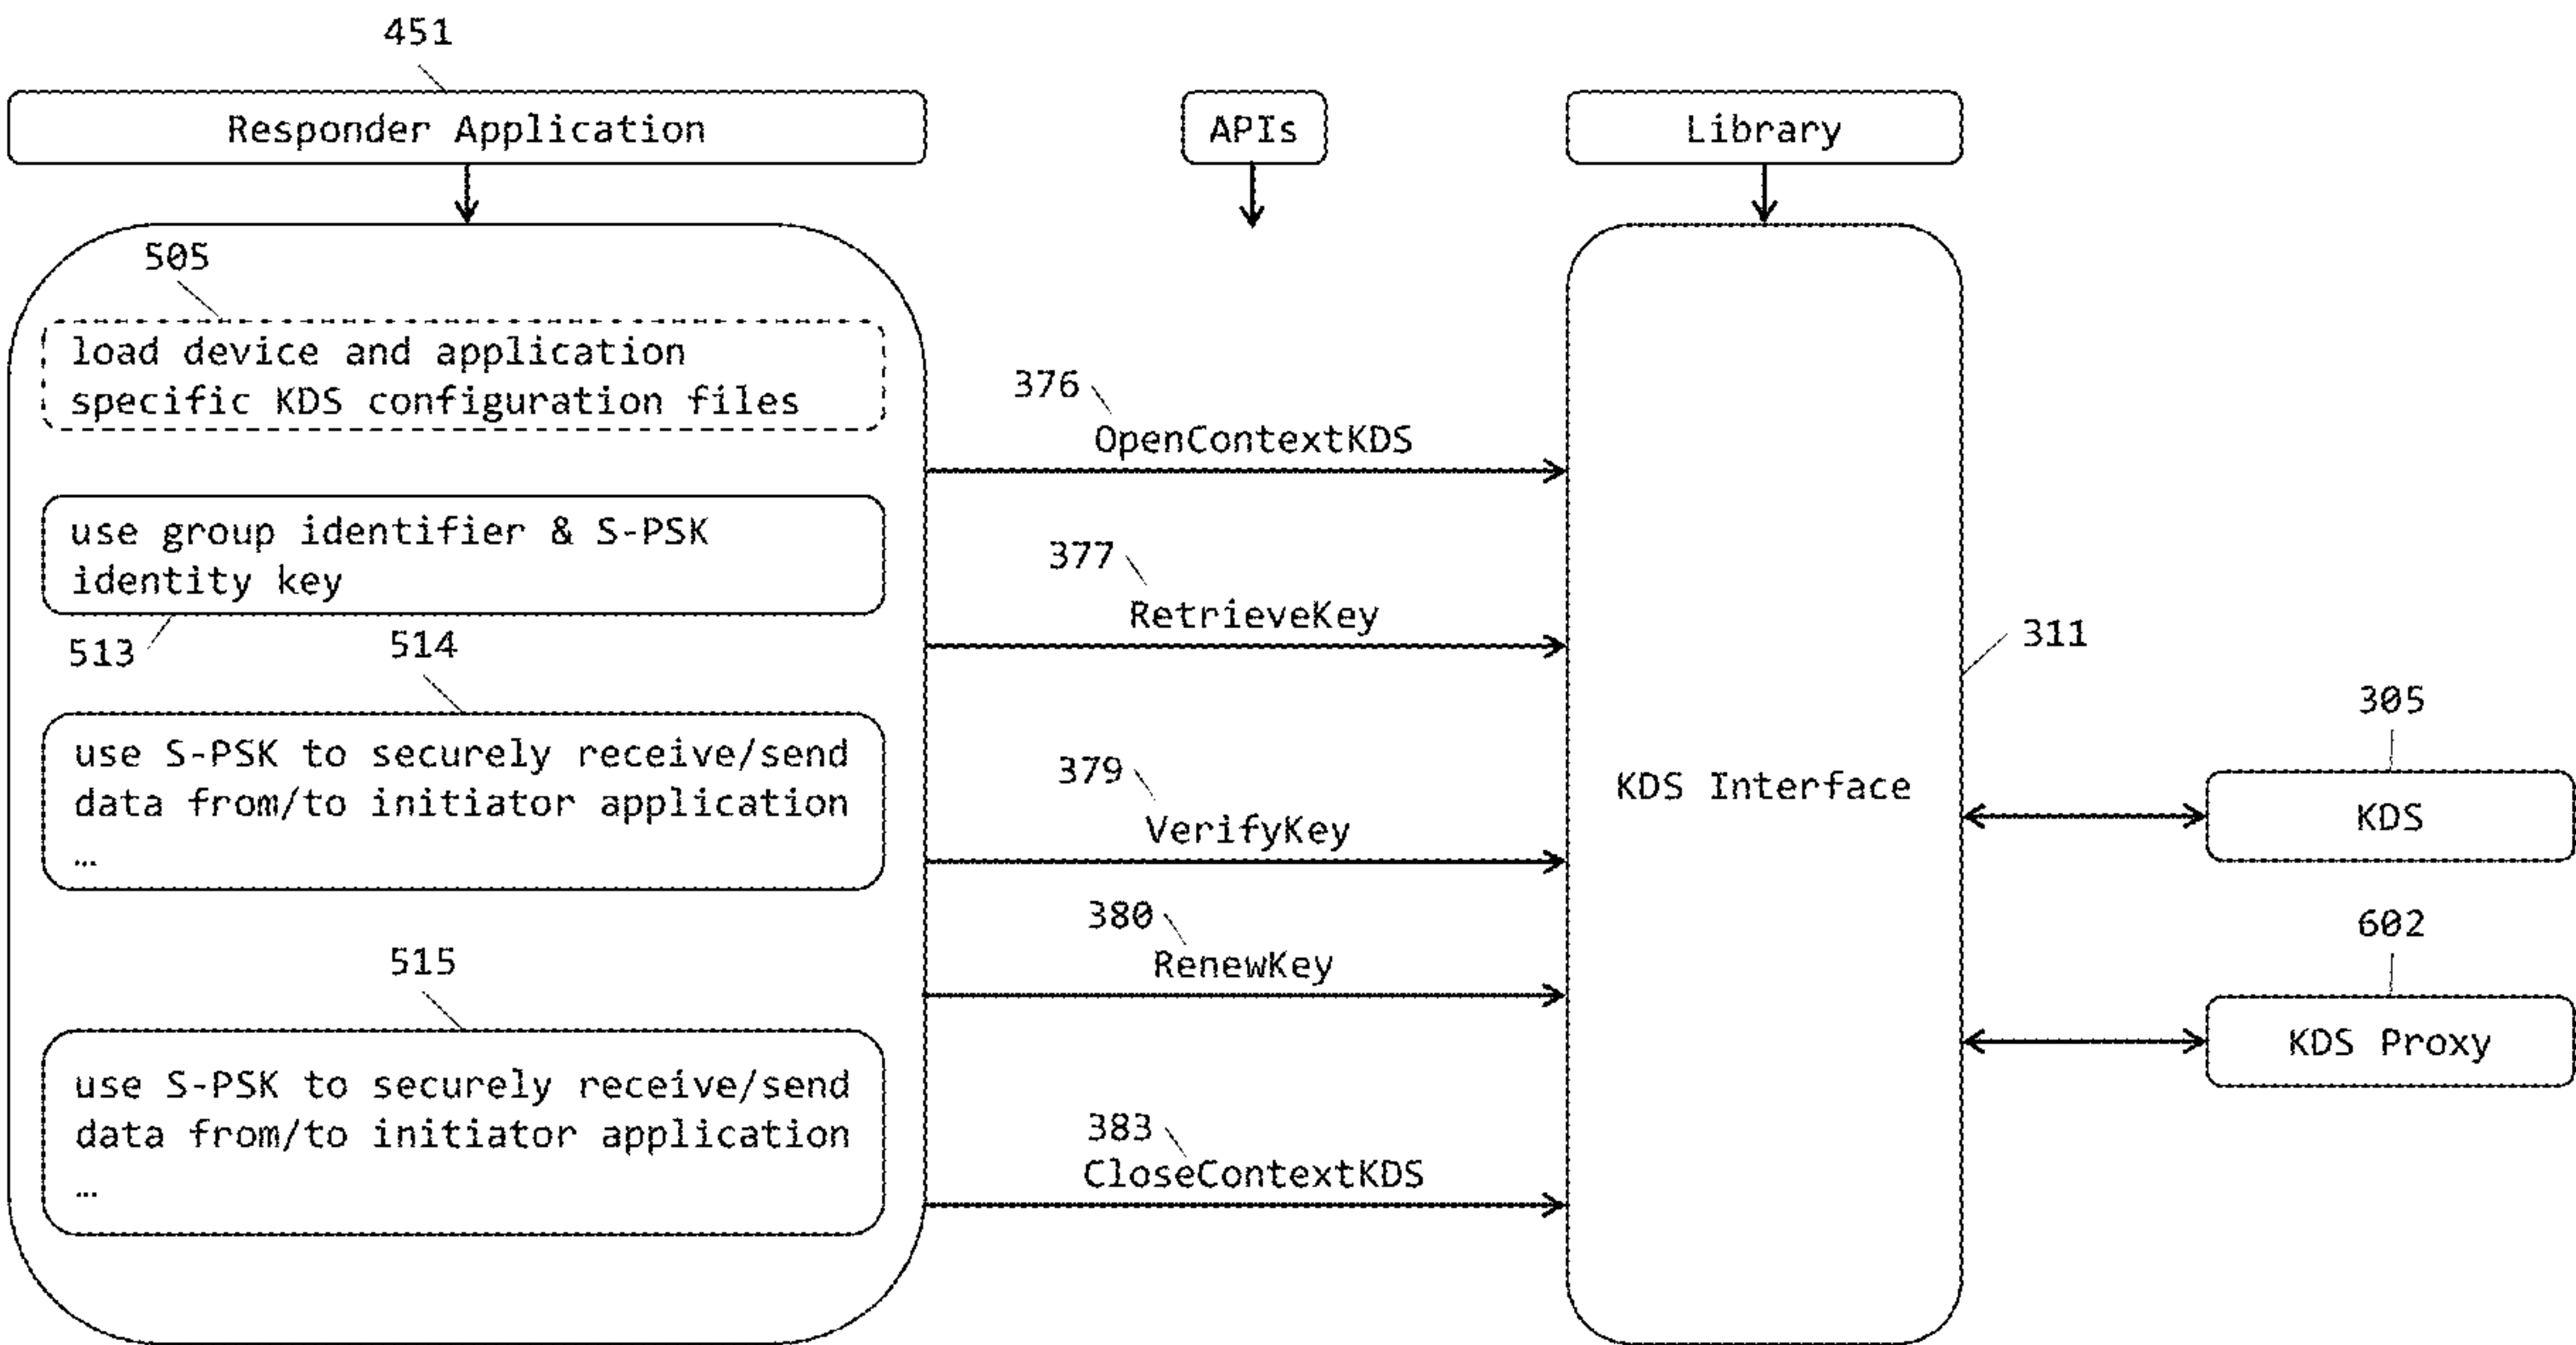 451
Responder Application
APIs
Library
505
load device and application
specific KDS configuration files
376
OpenContextKDS
use group identifier & S-PSK
identity key
513
377
RetrieveKey
514
311
use S-PSK to securely receive/send
data from/to initiator application
...
379
VerifyKey
KDS Interface
305
KDS
380
RenewKey
602
KDS Proxy
515
use S-PSK to securely receive/send
data from/to initiator application
...
383
CloseContextKDS